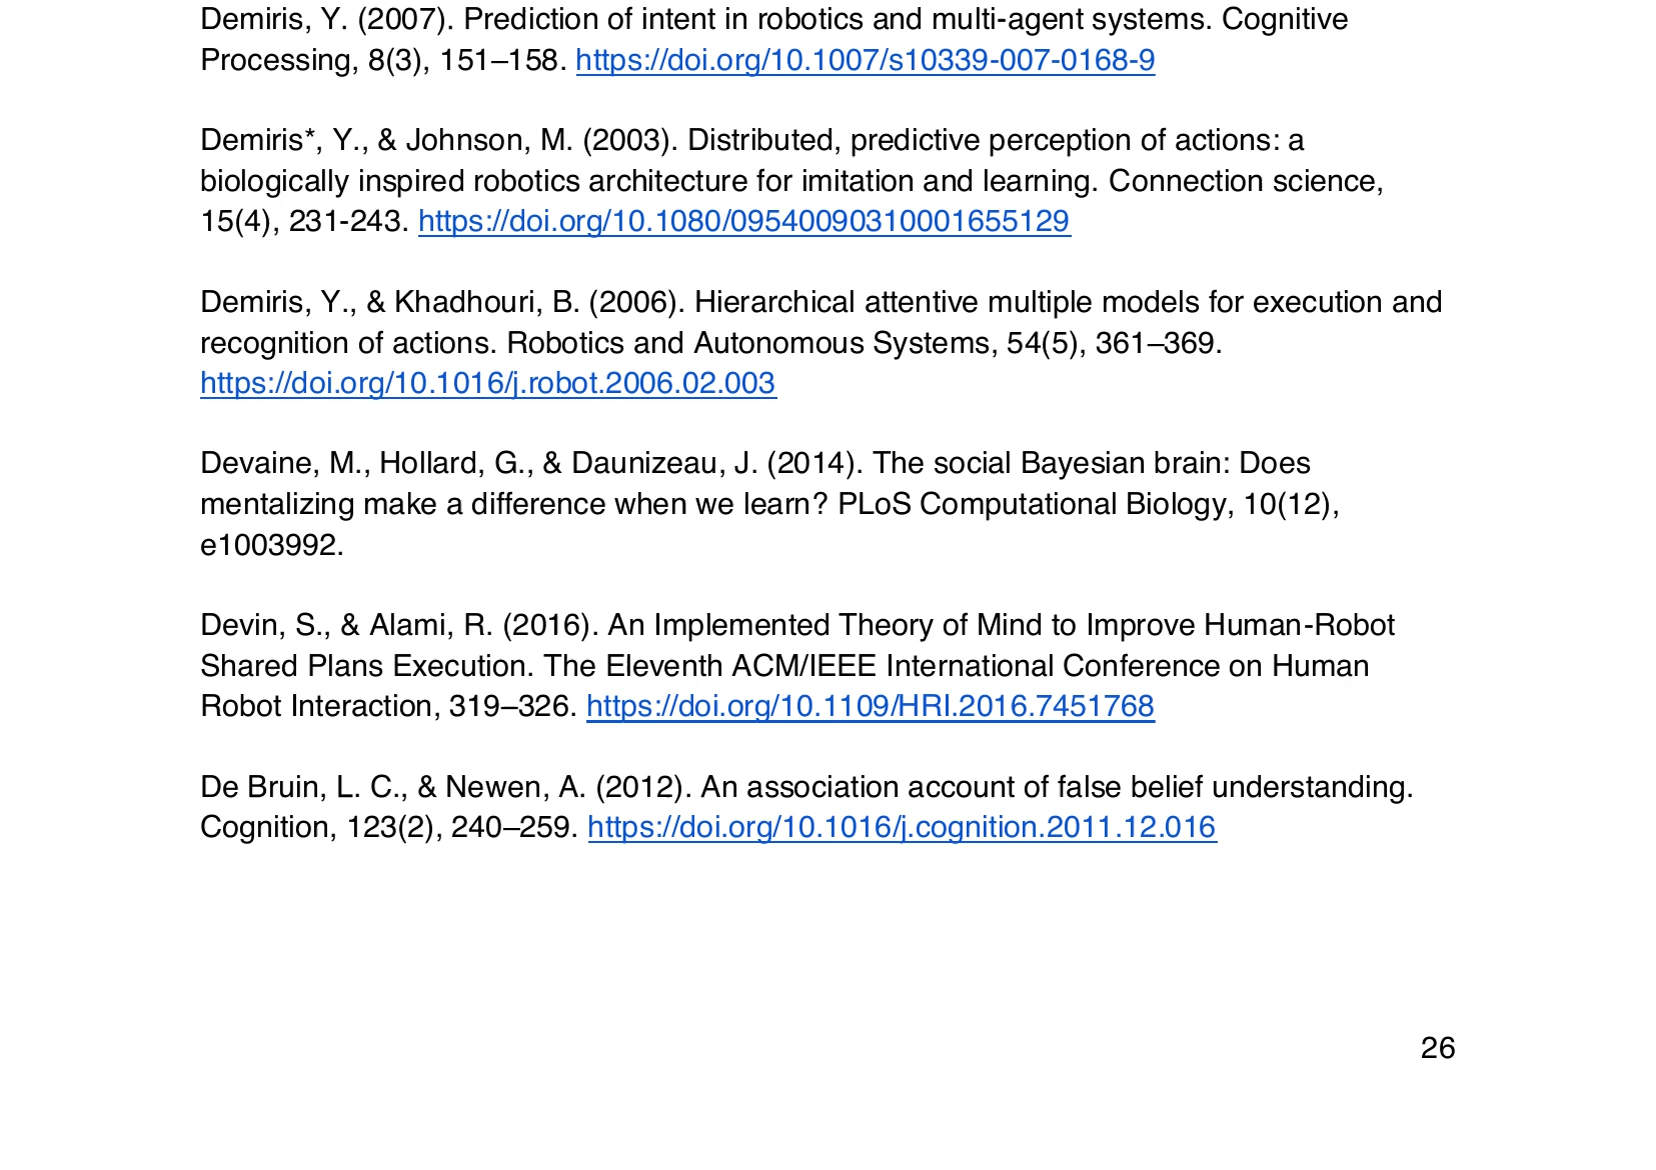 Demiris, Y. (2007). Prediction of intent in robotics and multi-agent systems. Cognitive
Processing, 8(3), 151–158. https://doi.org/10.1007/s10339-007-0168-9
Demiris*, Y., & Johnson, M. (2003). Distributed, predictive perception of actions: a
biologically inspired robotics architecture for imitation and learning. Connection science,
15(4), 231-243. https://doi.org/10.1080/09540090310001655129
Demiris, Y., & Khadhouri, B. (2006). Hierarchical attentive multiple models for execution and
recognition of actions. Robotics and Autonomous Systems, 54(5), 361–369.
https://doi.org/10.1016/j.robot.2006.02.003
Devaine, M., Hollard, G., & Daunizeau, J. (2014). The social Bayesian brain: Does
mentalizing make a difference when we learn? PLoS Computational Biology, 10(12),
e1003992.
Devin, S., & Alami, R. (2016). An Implemented Theory of Mind to Improve Human-Robot
Shared Plans Execution. The Eleventh ACM/IEEE International Conference on Human
Robot Interaction, 319–326. https://doi.org/10.1109/HRI.2016.7451768
De Bruin, L. C., & Newen, A. (2012). An association account of false belief understanding.
Cognition, 123(2), 240–259. https://doi.org/10.1016/j.cognition.2011.12.016
26